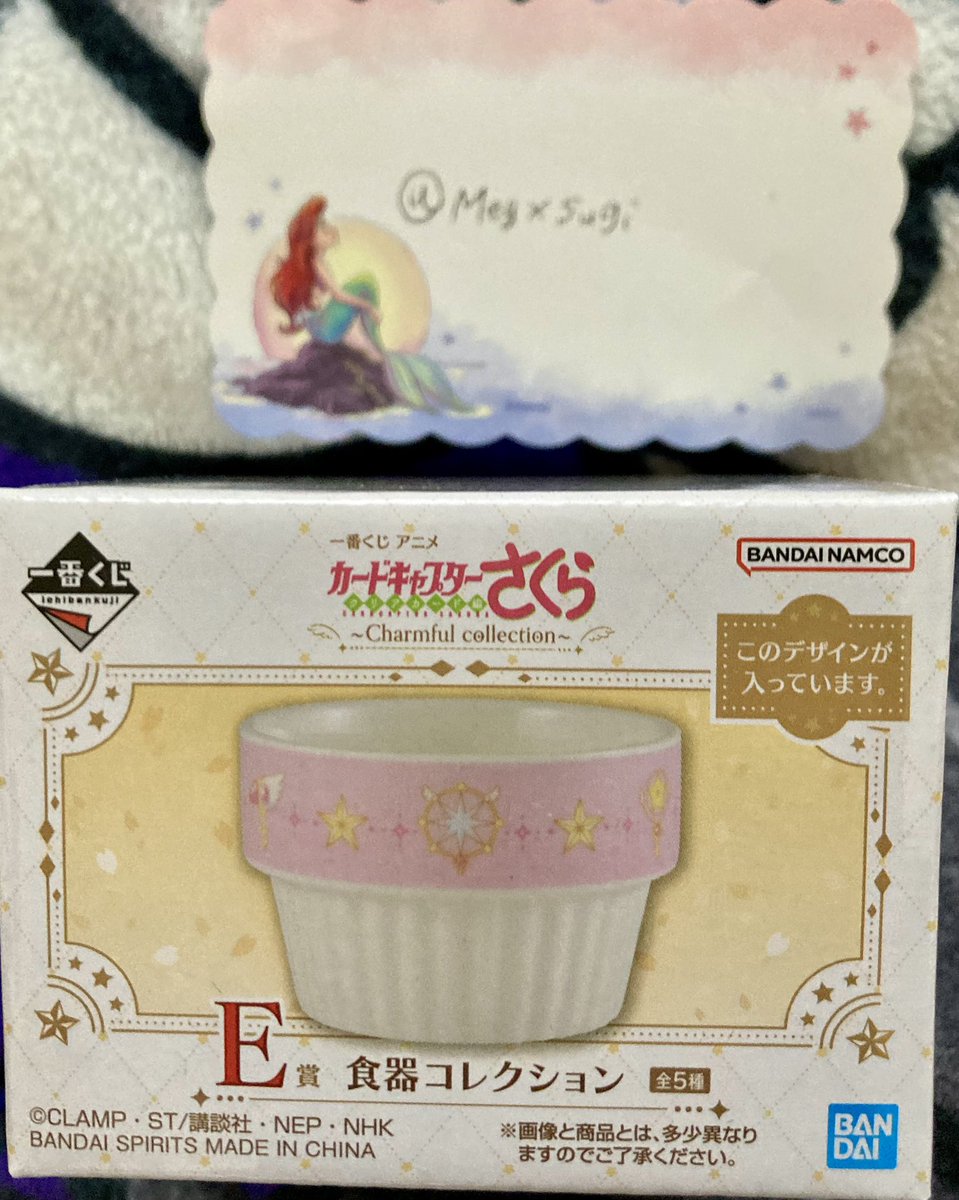 @Meg×Sugi
一番くじ
ichibankuji
一番くじ アニメ
カードキャプターさくら
クリアカード編
~Charmful collection~
BANDAI NAMCO
このデザインが
入っています。
E賞 食器コレクション 全5種
©CLAMP・ST/講談社・NEP・NHK
BANDAI SPIRITS MADE IN CHINA
※画像と商品とは、多少異なり
ますのでご了承ください。
BAN
DAI